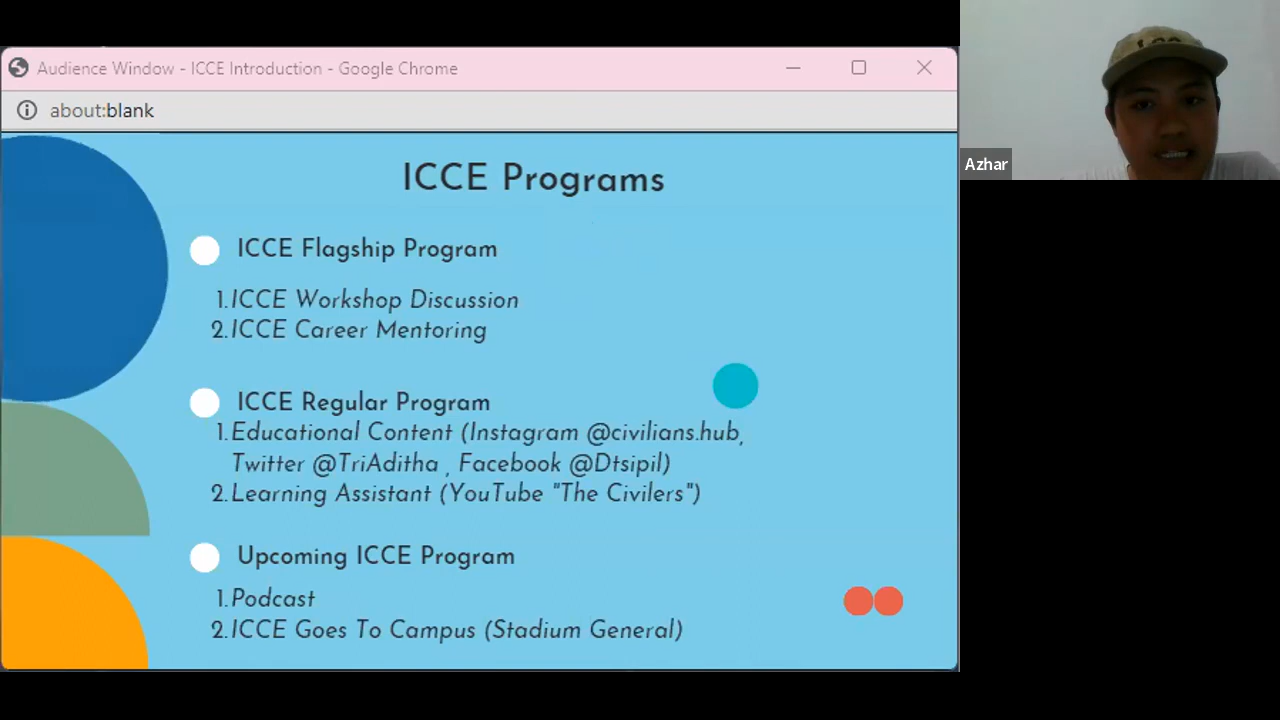 Audience Window - ICCE Introduction - Google Chrome
about:blank
ICCE Programs
ICCE Flagship Program
1. ICCE Workshop Discussion
2. ICCE Career Mentoring
ICCE Regular Program
1. Educational Content (Instagram @civilians.hub,
Twitter @TriAditha , Facebook @Dtsipil)
2. Learning Assistant (YouTube "The Civilers")
Upcoming ICCE Program
1. Podcast
2. ICCE Goes To Campus (Stadium General)
Azhar